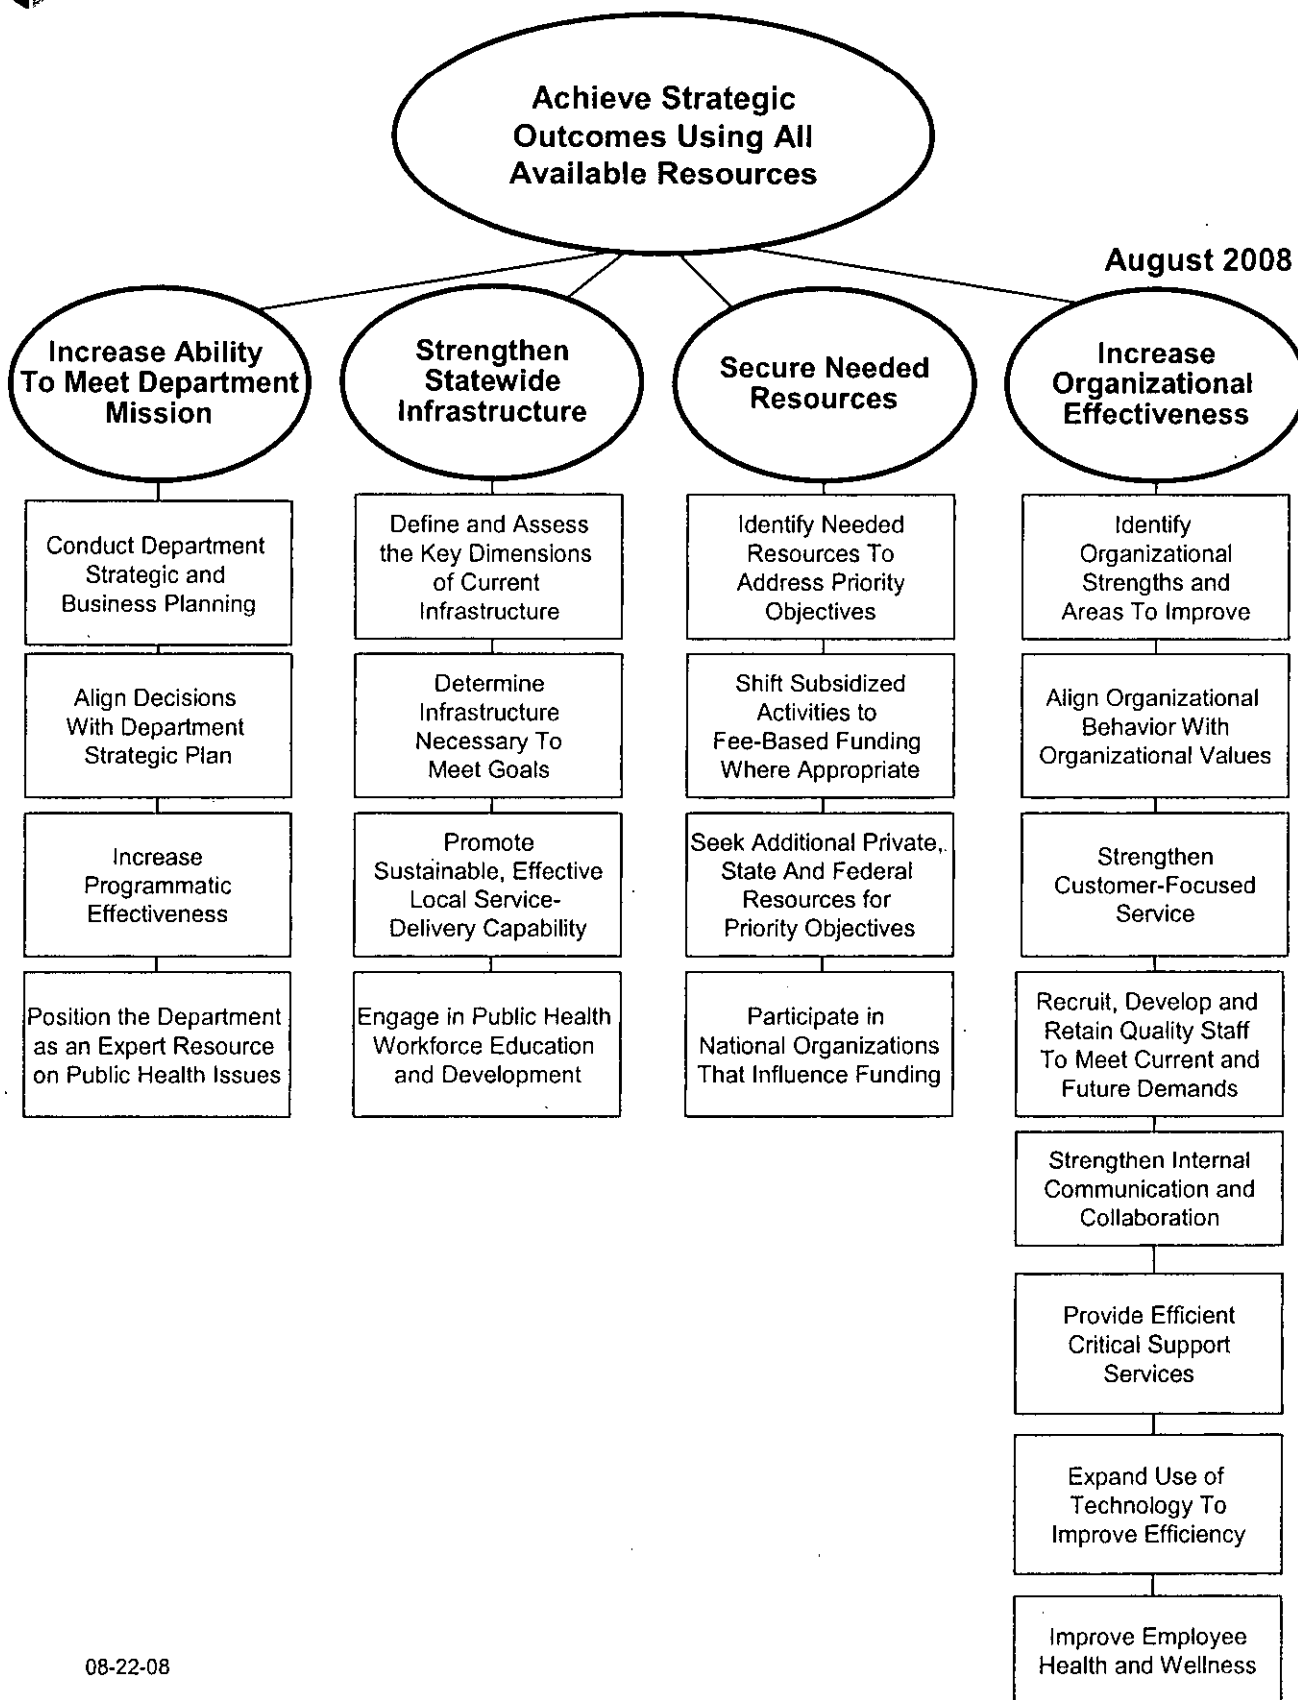 Achieve Strategic
Outcomes Using All
Available Resources
August 2008
Increase Ability
To Meet Department
Mission
Strengthen
Statewide
Infrastructure
Secure Needed
Resources
Increase
Organizational
Effectiveness
Conduct Department
Strategic and
Business Planning
Align Decisions
With Department
Strategic Plan
Increase
Programmatic
Effectiveness
Position the Department
as an Expert Resource
on Public Health Issues
Define and Assess
the Key Dimensions
of Current
Infrastructure
Determine
Infrastructure
Necessary To
Meet Goals
Promote
Sustainable, Effective
Local Service-
Delivery Capability
Engage in Public Health
Workforce Education
and Development
Identify Needed
Resources To
Address Priority
Objectives
Shift Subsidized
Activities to
Fee-Based Funding
Where Appropriate
Seek Additional Private,
State And Federal
Resources for
Priority Objectives
Participate in
National Organizations
That Influence Funding
Identify
Organizational
Strengths and
Areas To Improve
Align Organizational
Behavior With
Organizational Values
Strengthen
Customer-Focused
Service
Recruit, Develop and
Retain Quality Staff
To Meet Current and
Future Demands
Strengthen Internal
Communication and
Collaboration
Provide Efficient
Critical Support
Services
Expand Use of
Technology To
Improve Efficiency
Improve Employee
Health and Wellness
08-22-08